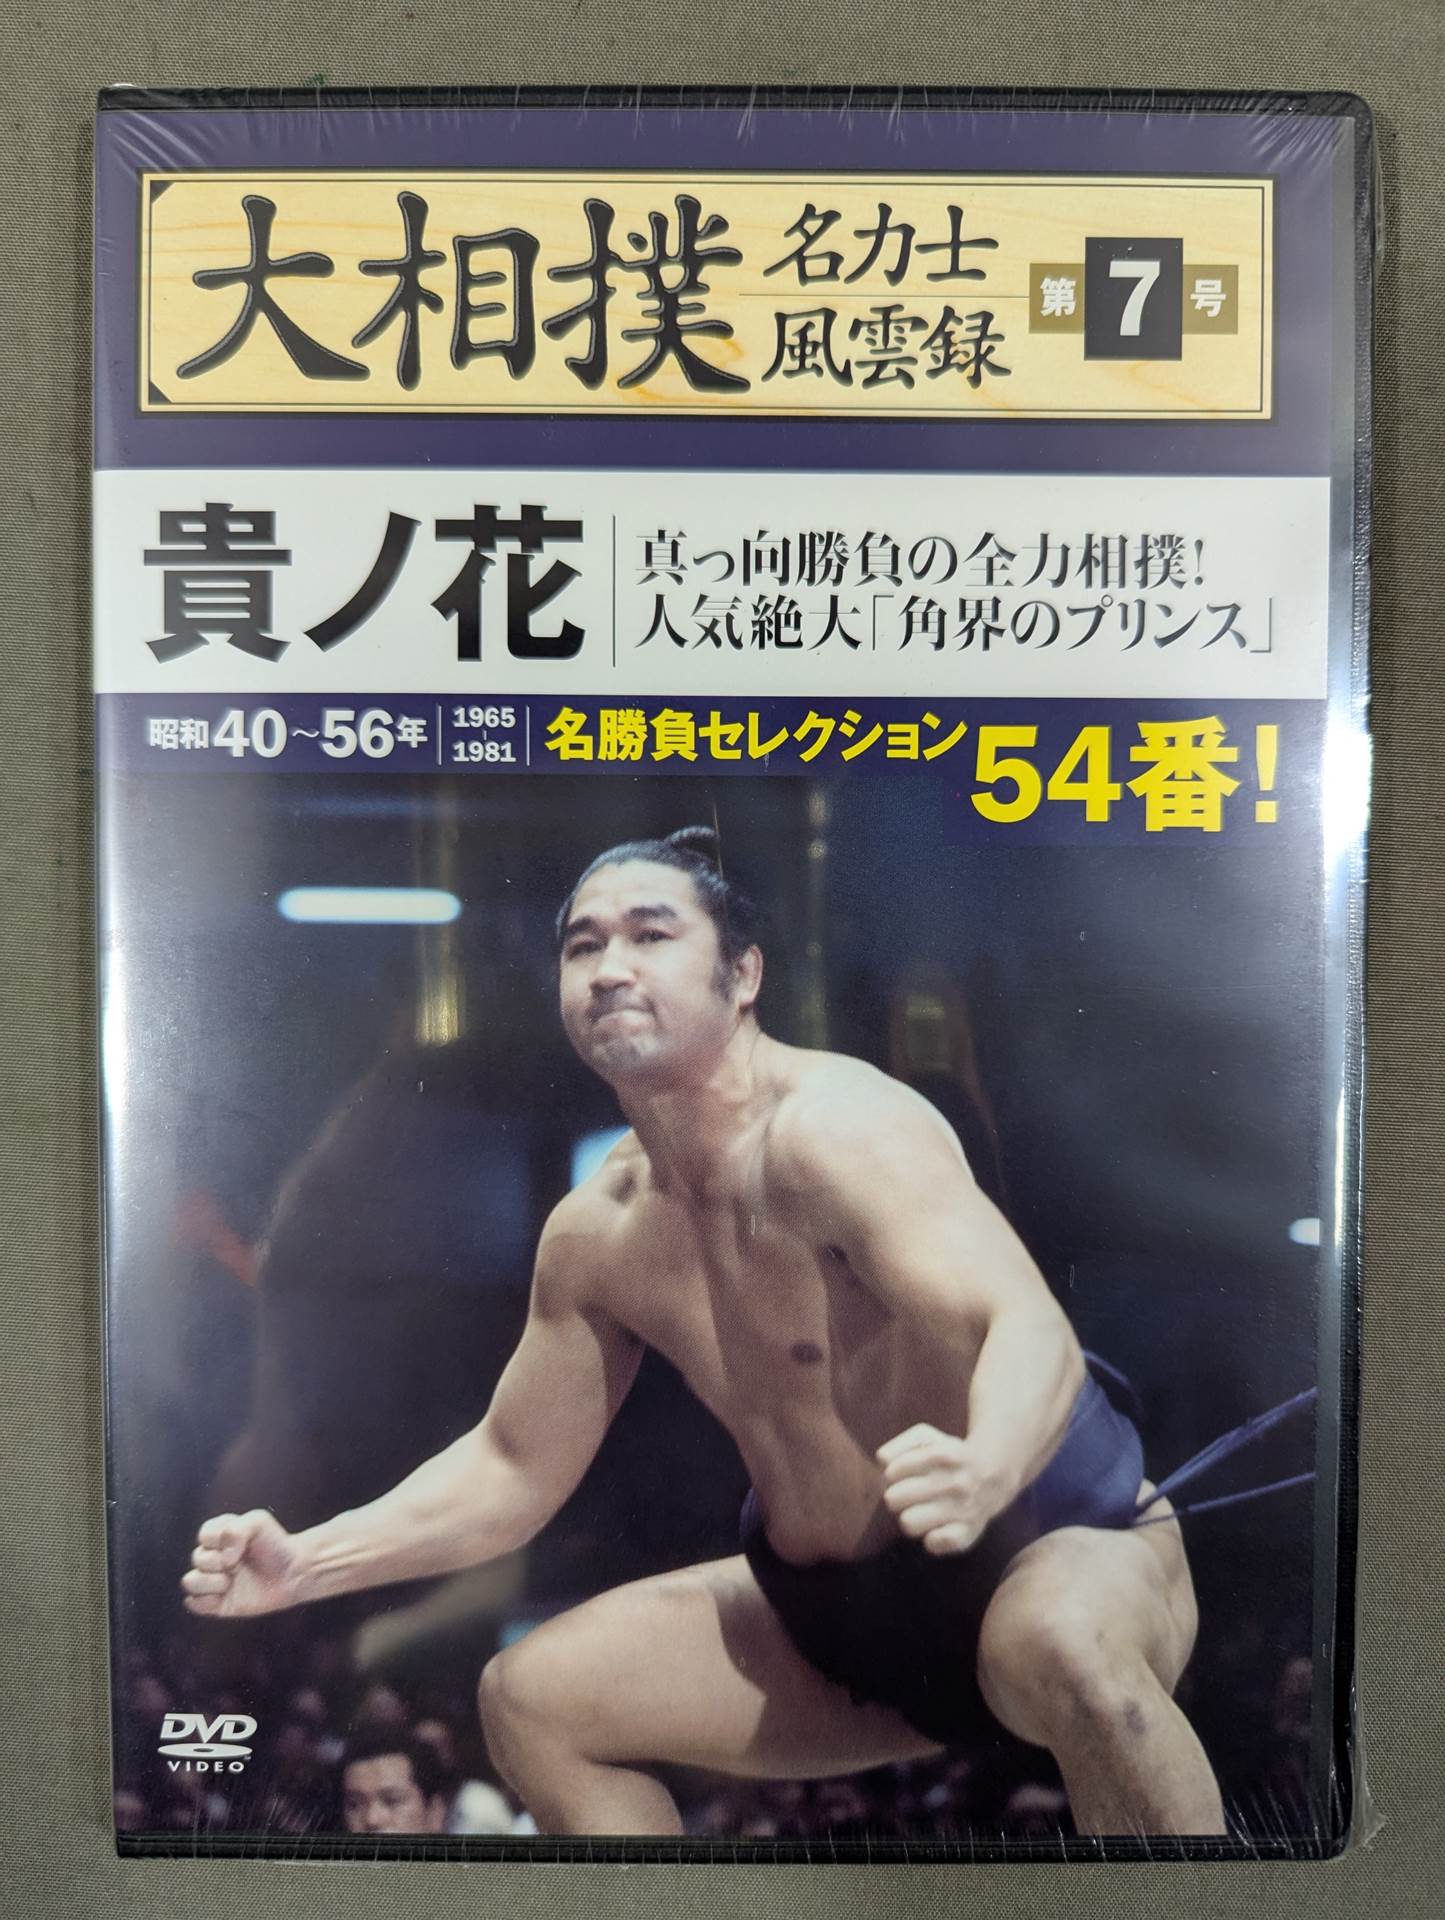 大相撲
名力士
風雲録
第7号
貴ノ花
真っ向勝負の全力相撲！
人気絶大「角界のプリンス」
昭和40～56年
1965
-
1981
名勝負セレクション
54番！
DVD
VIDEO